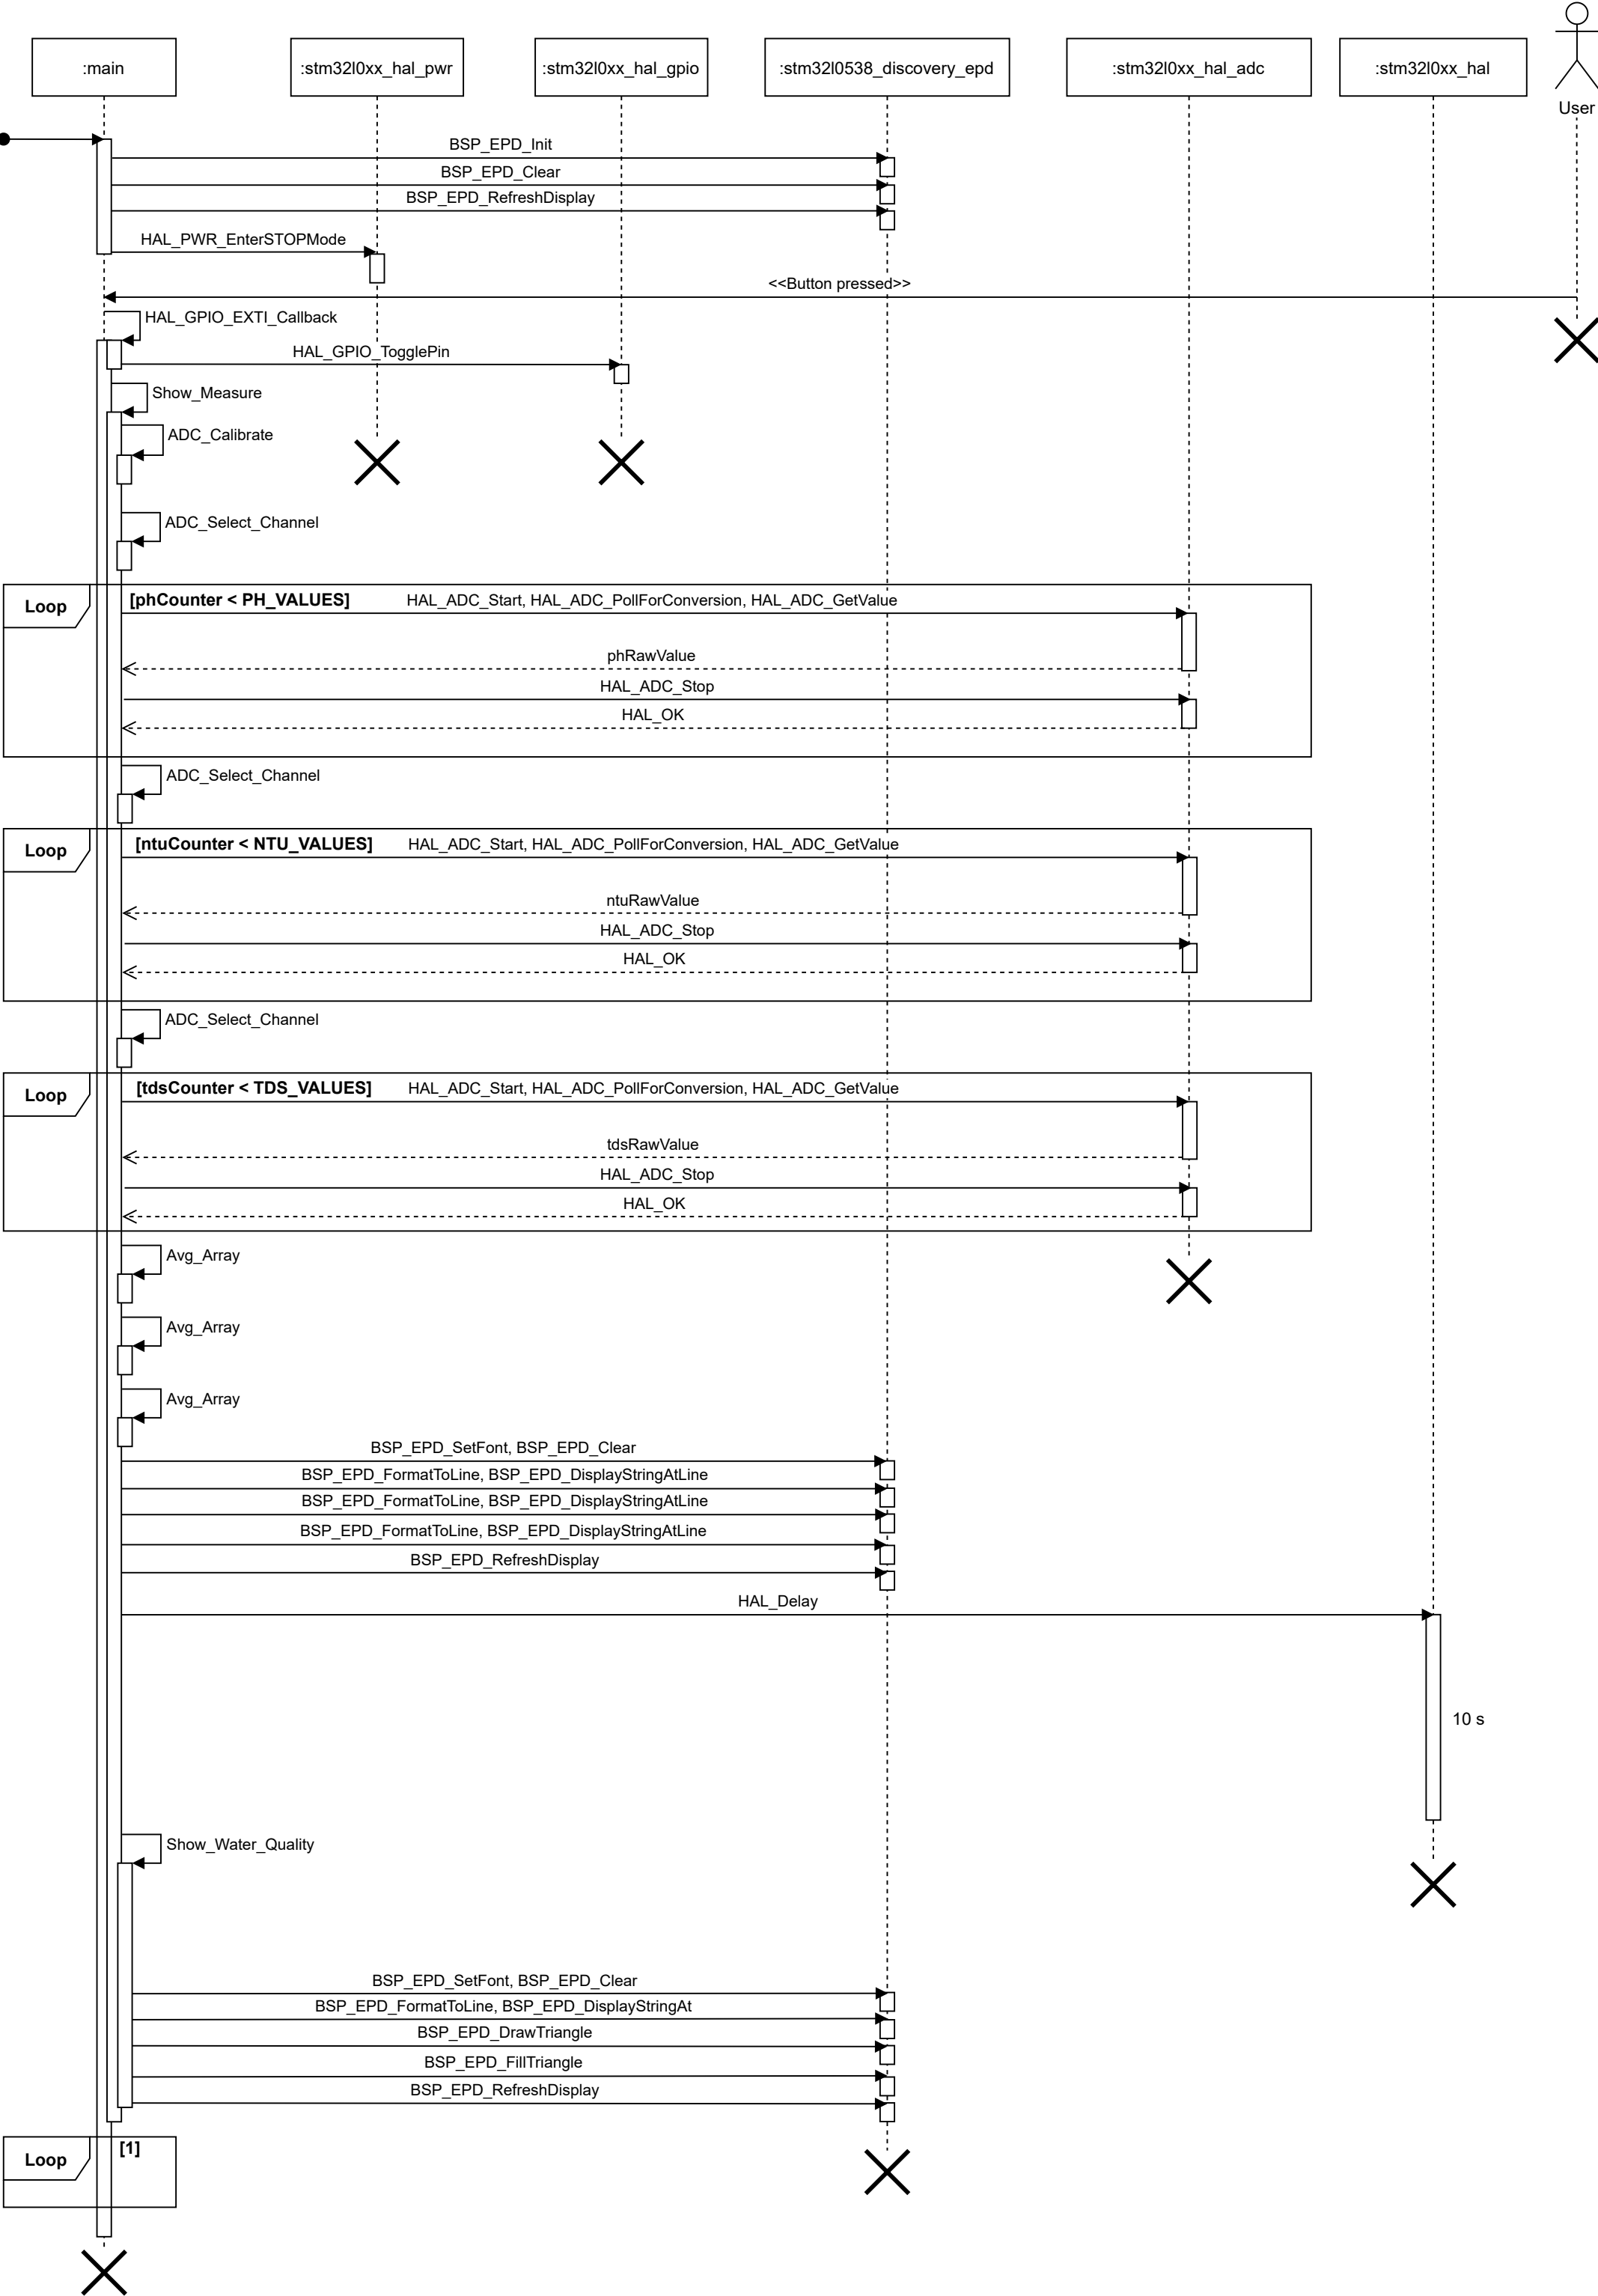 :main
:stm32l0xx_hal_pwr
:stm32l0xx_hal_gpio
:stm32l0538_discovery_epd
:stm32l0xx_hal_adc
:stm32l0xx_hal
User
BSP_EPD_Init
BSP_EPD_Clear
BSP_EPD_RefreshDisplay
HAL_PWR_EnterSTOPMode
<<Button pressed>>
HAL_GPIO_EXTI_Callback
HAL_GPIO_TogglePin
Show_Measure
ADC_Calibrate
ADC_Select_Channel
Loop
[phCounter < PH_VALUES]
HAL_ADC_Start, HAL_ADC_PollForConversion, HAL_ADC_GetValue
phRawValue
HAL_ADC_Stop
HAL_OK
ADC_Select_Channel
Loop
[ntuCounter < NTU_VALUES]
HAL_ADC_Start, HAL_ADC_PollForConversion, HAL_ADC_GetValue
ntuRawValue
HAL_ADC_Stop
HAL_OK
ADC_Select_Channel
Loop
[tdsCounter < TDS_VALUES]
HAL_ADC_Start, HAL_ADC_PollForConversion, HAL_ADC_GetValue
tdsRawValue
HAL_ADC_Stop
HAL_OK
Avg_Array
Avg_Array
Avg_Array
BSP_EPD_SetFont, BSP_EPD_Clear
BSP_EPD_FormatToLine, BSP_EPD_DisplayStringAtLine
BSP_EPD_FormatToLine, BSP_EPD_DisplayStringAtLine
BSP_EPD_FormatToLine, BSP_EPD_DisplayStringAtLine
BSP_EPD_RefreshDisplay
HAL_Delay
10 s
Show_Water_Quality
BSP_EPD_SetFont, BSP_EPD_Clear
BSP_EPD_FormatToLine, BSP_EPD_DisplayStringAt
BSP_EPD_DrawTriangle
BSP_EPD_FillTriangle
BSP_EPD_RefreshDisplay
Loop
[1]